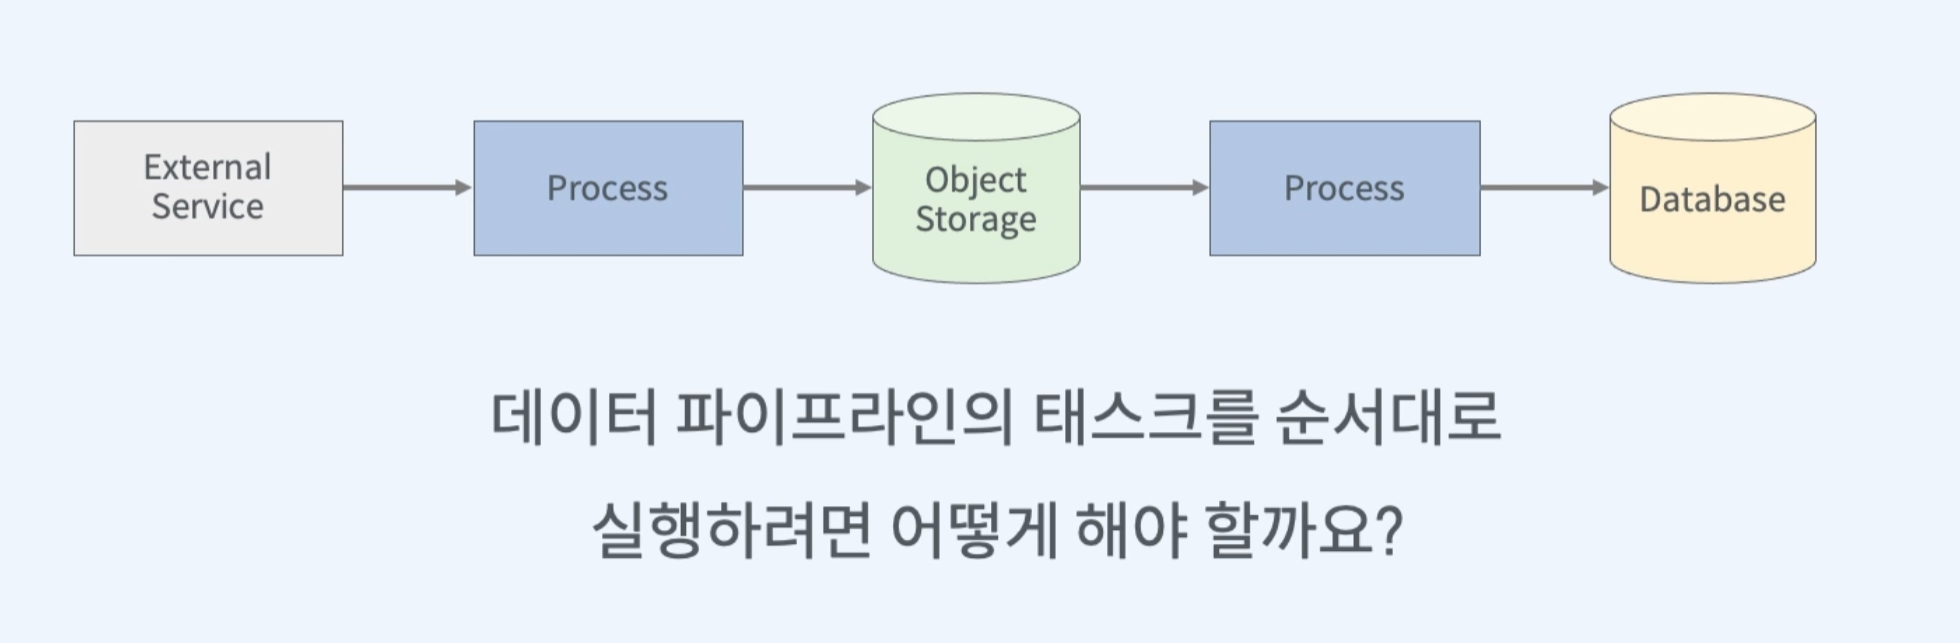 External
Service
Process
Object
Storage
Process
Database
데이터 파이프라인의 태스크를 순서대로
실행하려면 어떻게 해야 할까요?